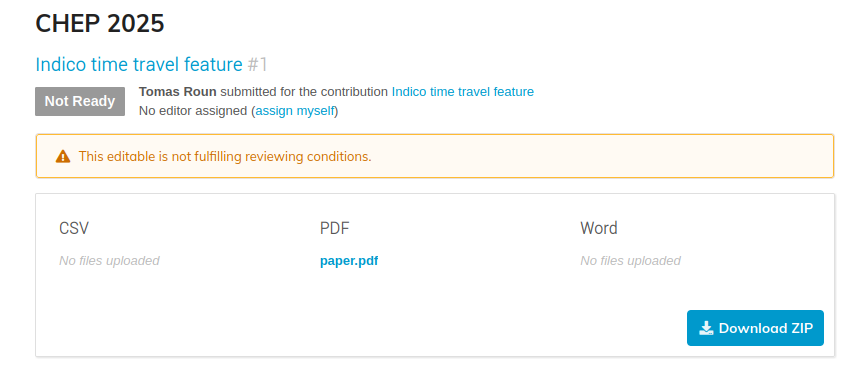 CHEP 2025
Indico time travel feature #1
Not Ready
Tomas Roun submitted for the contribution Indico time travel feature
No editor assigned (assign myself)
This editable is not fulfilling reviewing conditions.
CSV PDF Word
No files uploaded paper.pdf No files uploaded
Download ZIP